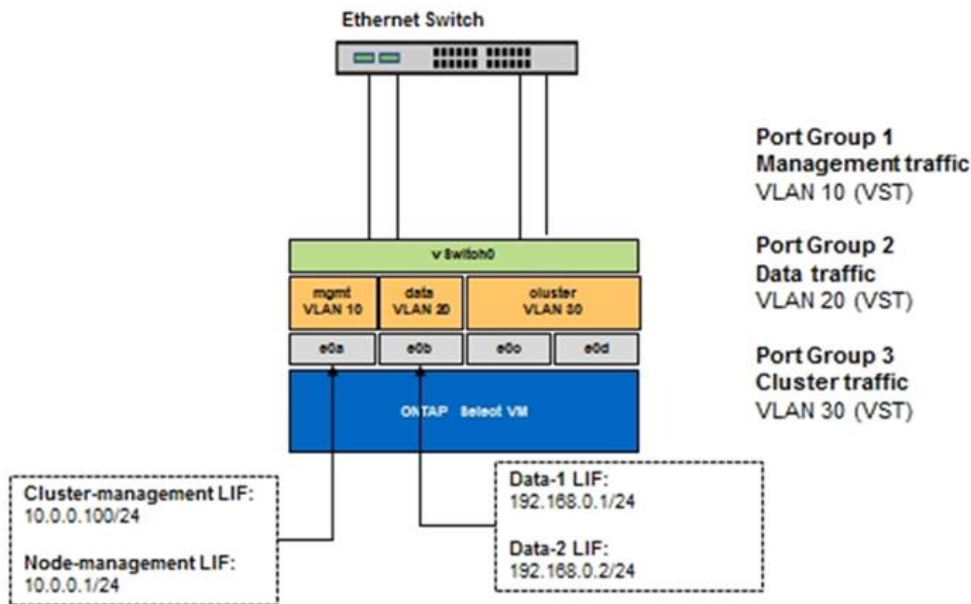 Ethernet Switch
Port Group 1
Management traffic
VLAN 10 (VST)
Port Group 2
Data traffic
VLAN 20 (VST)
Port Group 3
Cluster traffic
VLAN 30 (VST)
v Switch0
mgmt
VLAN 10
data
VLAN 20
cluster
VLAN 30
e0a
e0b
e0c
e0d
ONTAP Select VM
Cluster-management LIF:
10.0.0.100/24
Node-management LIF:
10.0.0.1/24
Data-1 LIF:
192.168.0.1/24
Data-2 LIF:
192.168.0.2/24